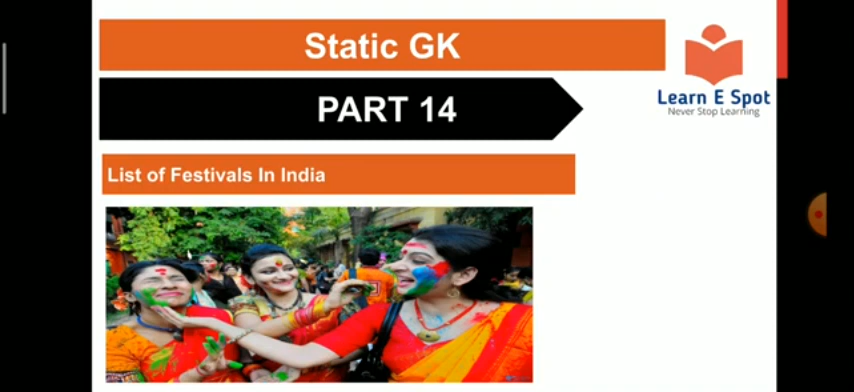 Static GK
PART 14
Learn E Spot
Never Stop Learning
List of Festivals In India